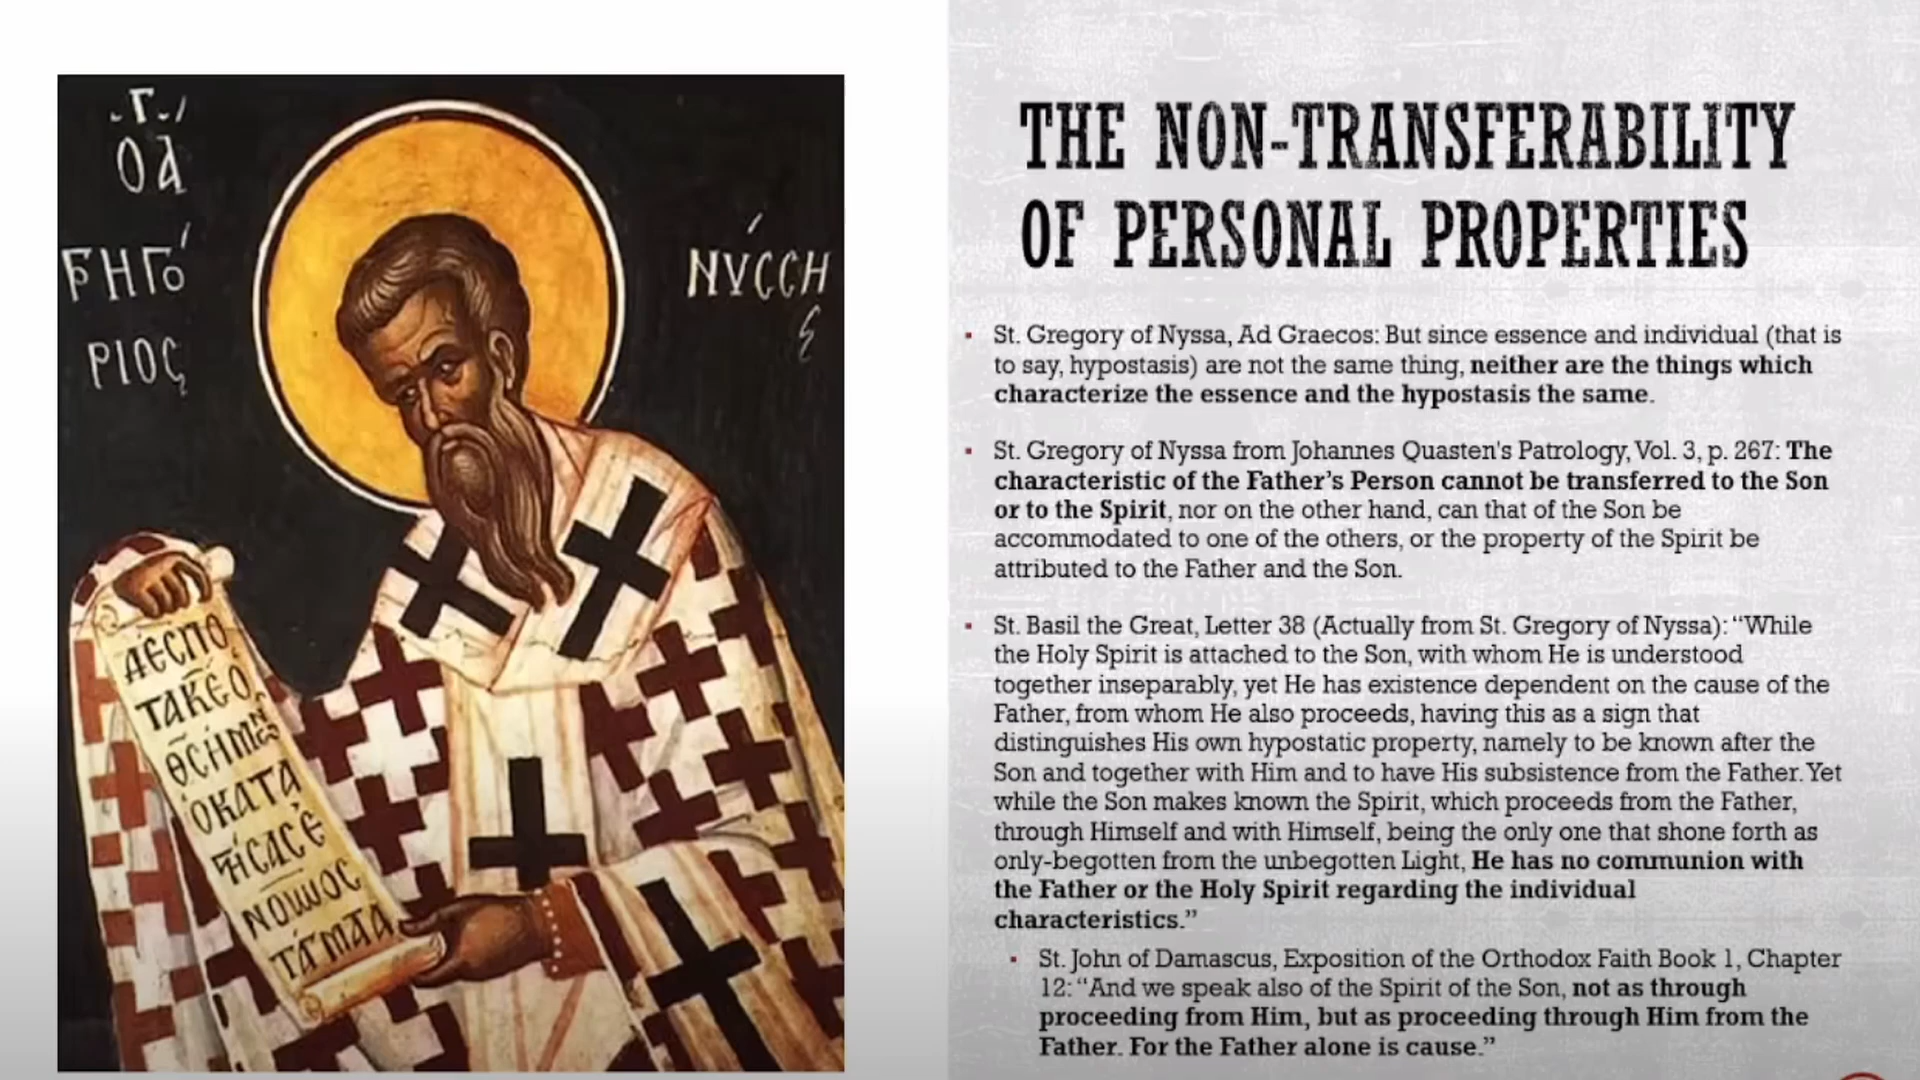 .Γ.
ΟΑ
ΓΡΗΓΟ
ΡΙΟς
ΝΥССΗ
ς
ΔΕСΠΟ
ΤΑΚΕΟ
ΟΚΑΤΑ
ΝΟΙωΟС
ΤΑΓΜΑΤΑ
THE NON-TRANSFERABILITY
OF PERSONAL PROPERTIES
▪ St. Gregory of Nyssa, Ad Graecos: But since essence and individual (that is
to say, hypostasis) are not the same thing, neither are the things which
characterize the essence and the hypostasis the same.
▪ St. Gregory of Nyssa from Johannes Quasten's Patrology, Vol. 3, p. 267: The
characteristic of the Father's Person cannot be transferred to the Son
or to the Spirit, nor on the other hand, can that of the Son be
accommodated to one of the others, or the property of the Spirit be
attributed to the Father and the Son.
▪ St. Basil the Great, Letter 38 (Actually from St. Gregory of Nyssa): “While
the Holy Spirit is attached to the Son, with whom He is understood
together inseparably, yet He has existence dependent on the cause of the
Father, from whom He also proceeds, having this as a sign that
distinguishes His own hypostatic property, namely to be known after the
Son and together with Him and to have His subsistence from the Father. Yet
while the Son makes known the Spirit, which proceeds from the Father,
through Himself and with Himself, being the only one that shone forth as
only-begotten from the unbegotten Light, He has no communion with
the Father or the Holy Spirit regarding the individual
characteristics.”
▪ St. John of Damascus, Exposition of the Orthodox Faith Book 1, Chapter
12: “And we speak also of the Spirit of the Son, not as through
proceeding from Him, but as proceeding through Him from the
Father. For the Father alone is cause.”